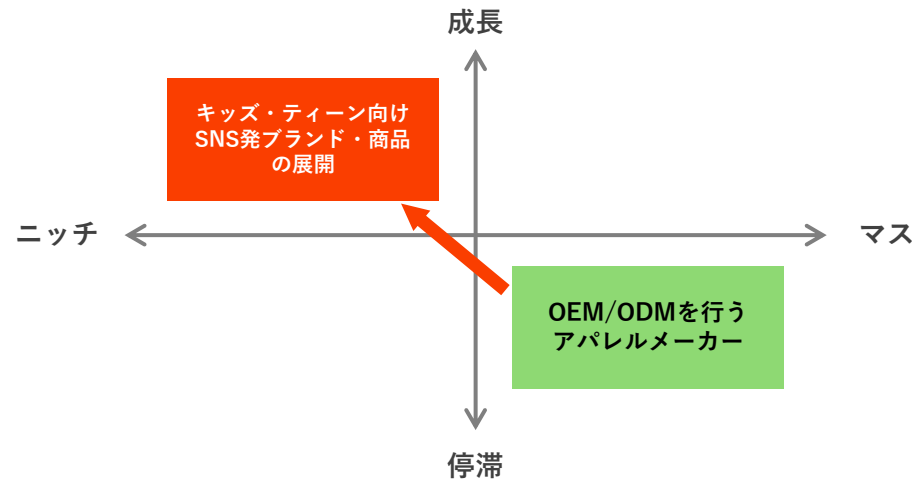 成長
キッズ・ティーン向け
SNS発ブランド・商品
の展開
ニッチ
マス
OEM/ODMを行う
アパレルメーカー
停滞